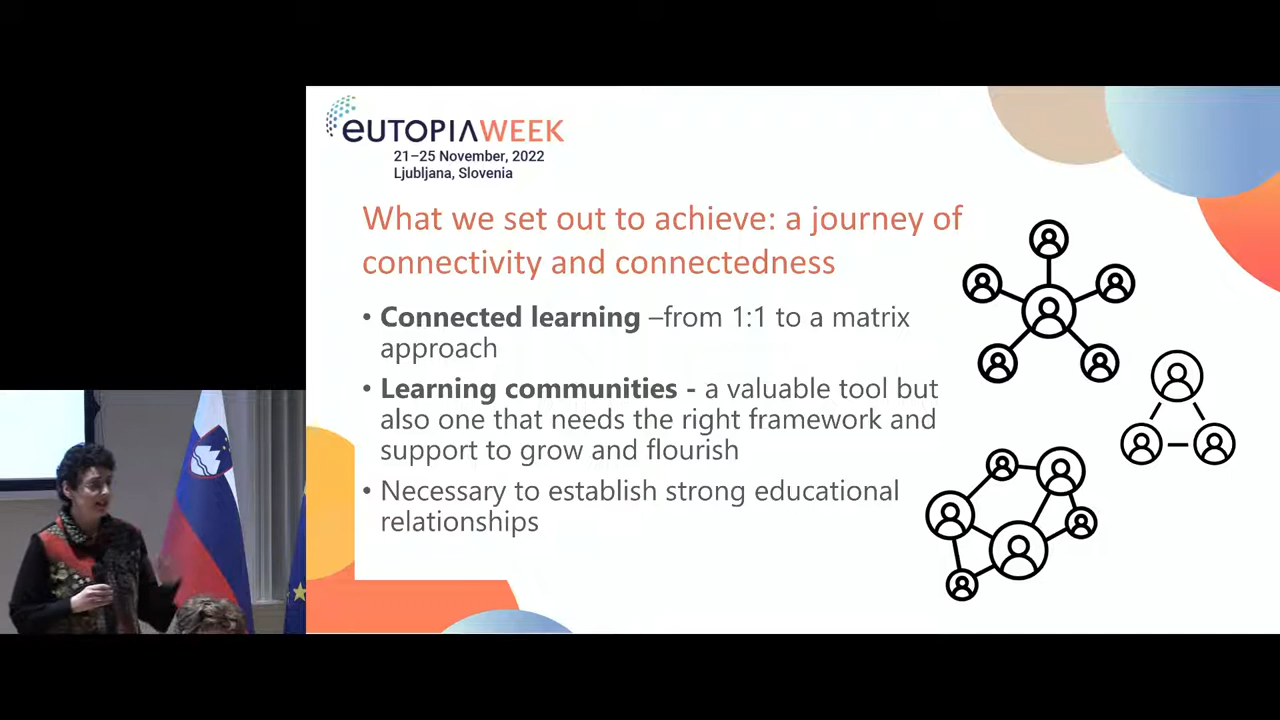 eUTOPIAWEEK
21–25 November, 2022
Ljubljana, Slovenia
What we set out to achieve: a journey of
connectivity and connectedness
• Connected learning –from 1:1 to a matrix
approach
• Learning communities - a valuable tool but
also one that needs the right framework and
support to grow and flourish
• Necessary to establish strong educational
relationships